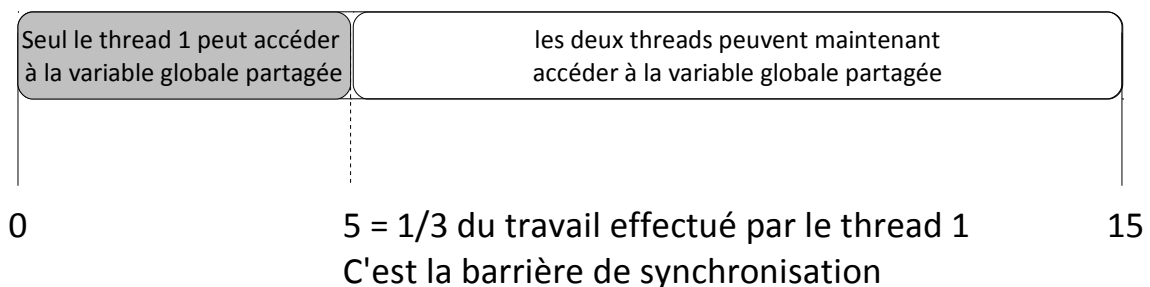 Seul le thread 1 peut accéder
à la variable globale partagée
les deux threads peuvent maintenant
accéder à la variable globale partagée
0
5 = 1/3 du travail effectué par le thread 1
15
C'est la barrière de synchronisation